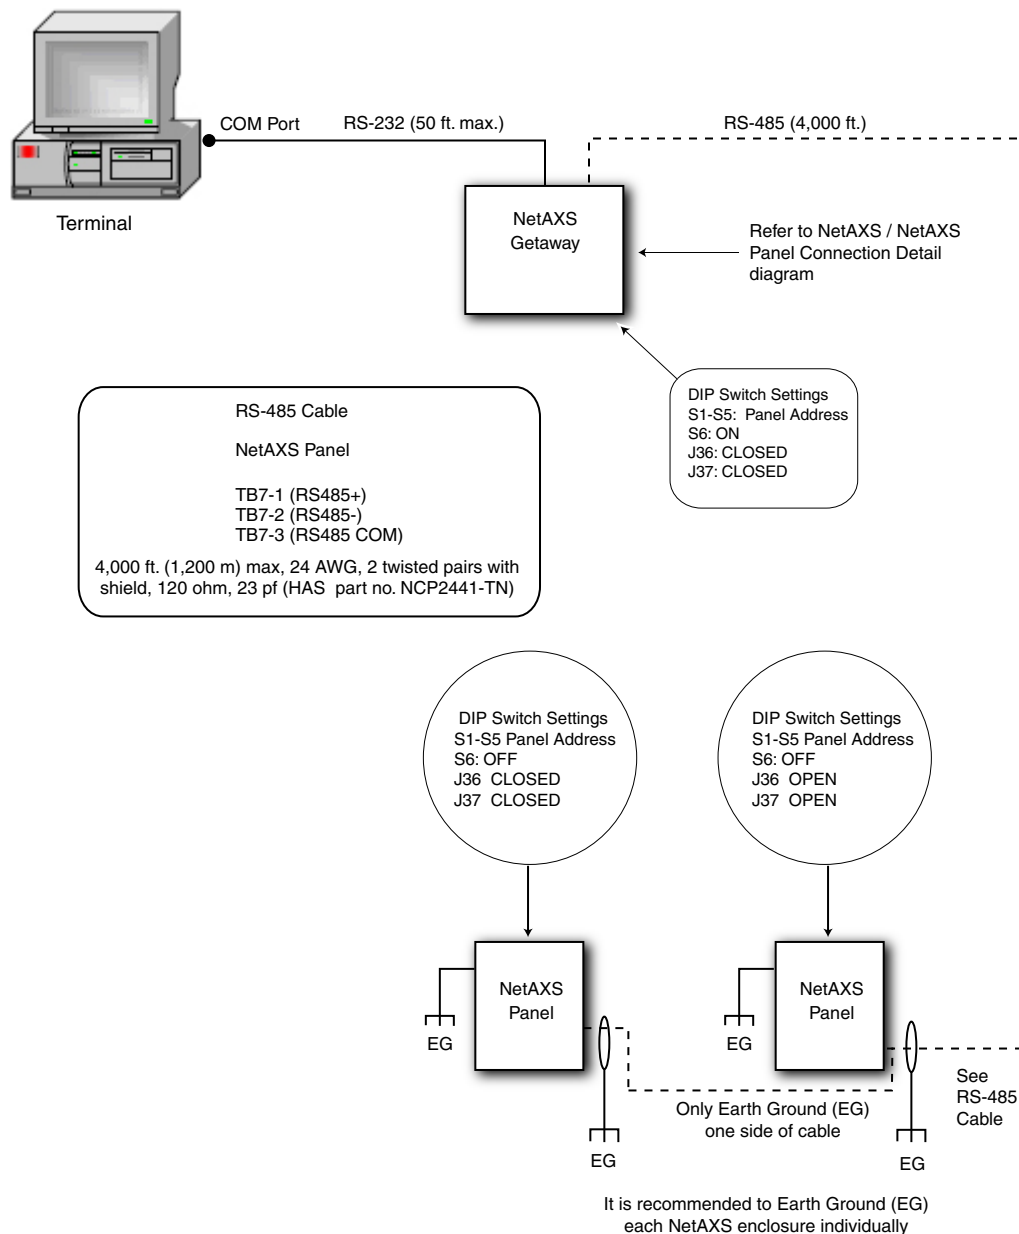 COM Port
RS-232 (50 ft. max.)
RS-485 (4,000 ft.)
Terminal
NetAXS
Getaway
Refer to NetAXS / NetAXS
Panel Connection Detail
diagram
DIP Switch Settings
S1-S5:  Panel Address
S6: ON
J36: CLOSED
J37: CLOSED
RS-485 Cable
NetAXS Panel
TB7-1 (RS485+)
TB7-2 (RS485-)
TB7-3 (RS485 COM)
4,000 ft. (1,200 m) max, 24 AWG, 2 twisted pairs with
shield, 120 ohm, 23 pf (HAS  part no. NCP2441-TN)
DIP Switch Settings
S1-S5 Panel Address
S6: OFF
J36  CLOSED
J37  CLOSED
DIP Switch Settings
S1-S5 Panel Address
S6: OFF
J36  OPEN
J37  OPEN
NetAXS
Panel
EG
EG
NetAXS
Panel
EG
EG
See
RS-485
Cable
Only Earth Ground (EG)
one side of cable
It is recommended to Earth Ground (EG)
each NetAXS enclosure individually